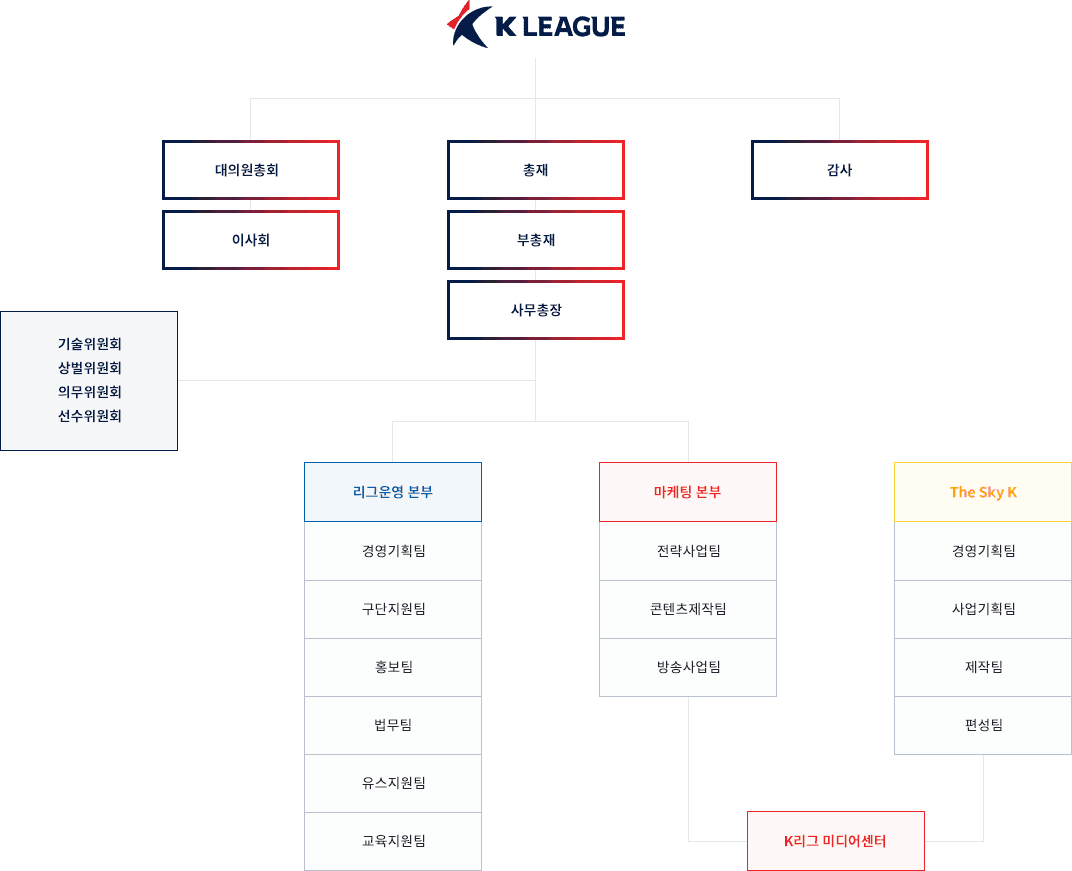 K LEAGUE
대의원총회
총재
감사
이사회
부총재
사무총장
기술위원회
상벌위원회
의무위원회
선수위원회
리그운영 본부
경영기획팀
구단지원팀
홍보팀
법무팀
유스지원팀
교육지원팀
마케팅 본부
전략사업팀
콘텐츠제작팀
방송사업팀
The Sky K
경영기획팀
사업기획팀
제작팀
편성팀
K리그 미디어센터